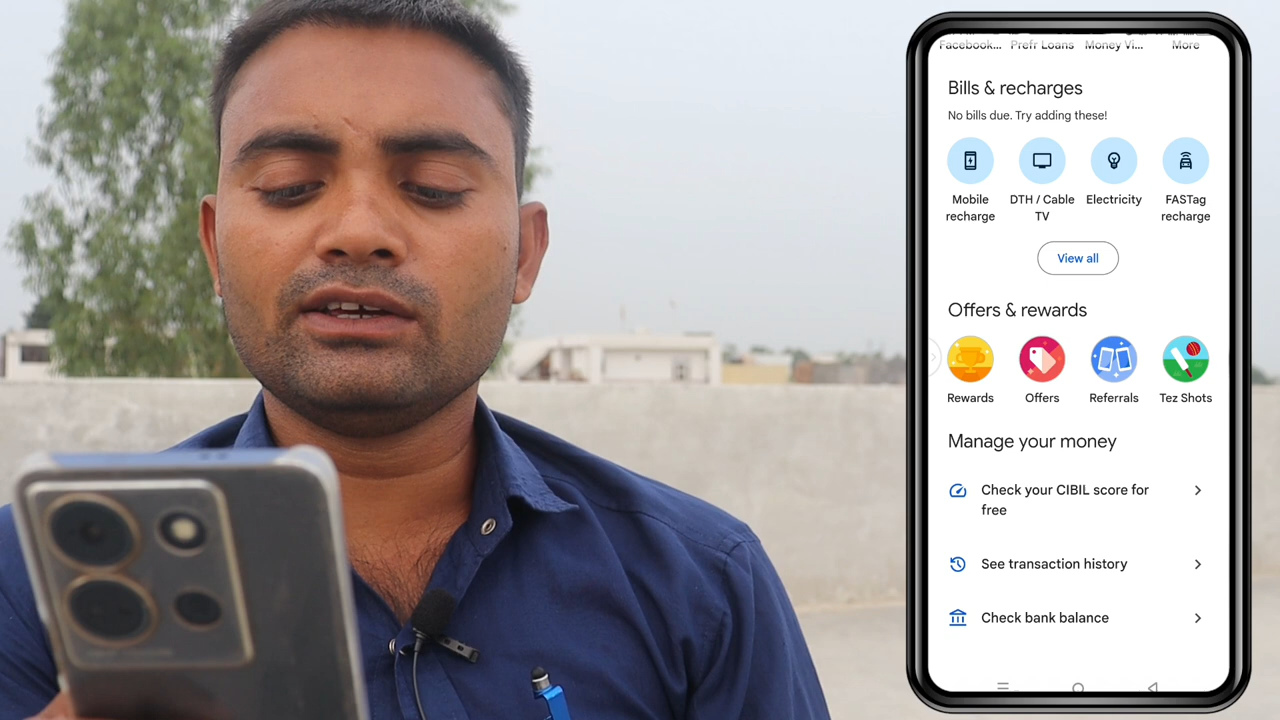 Facebook... Prefr Loans Money Vi... More
Bills & recharges
No bills due. Try adding these!
Mobile recharge
DTH / Cable TV
Electricity
FASTag recharge
View all
Offers & rewards
Rewards Offers Referrals Tez Shots
Manage your money
Check your CIBIL score for
free
See transaction history
Check bank balance